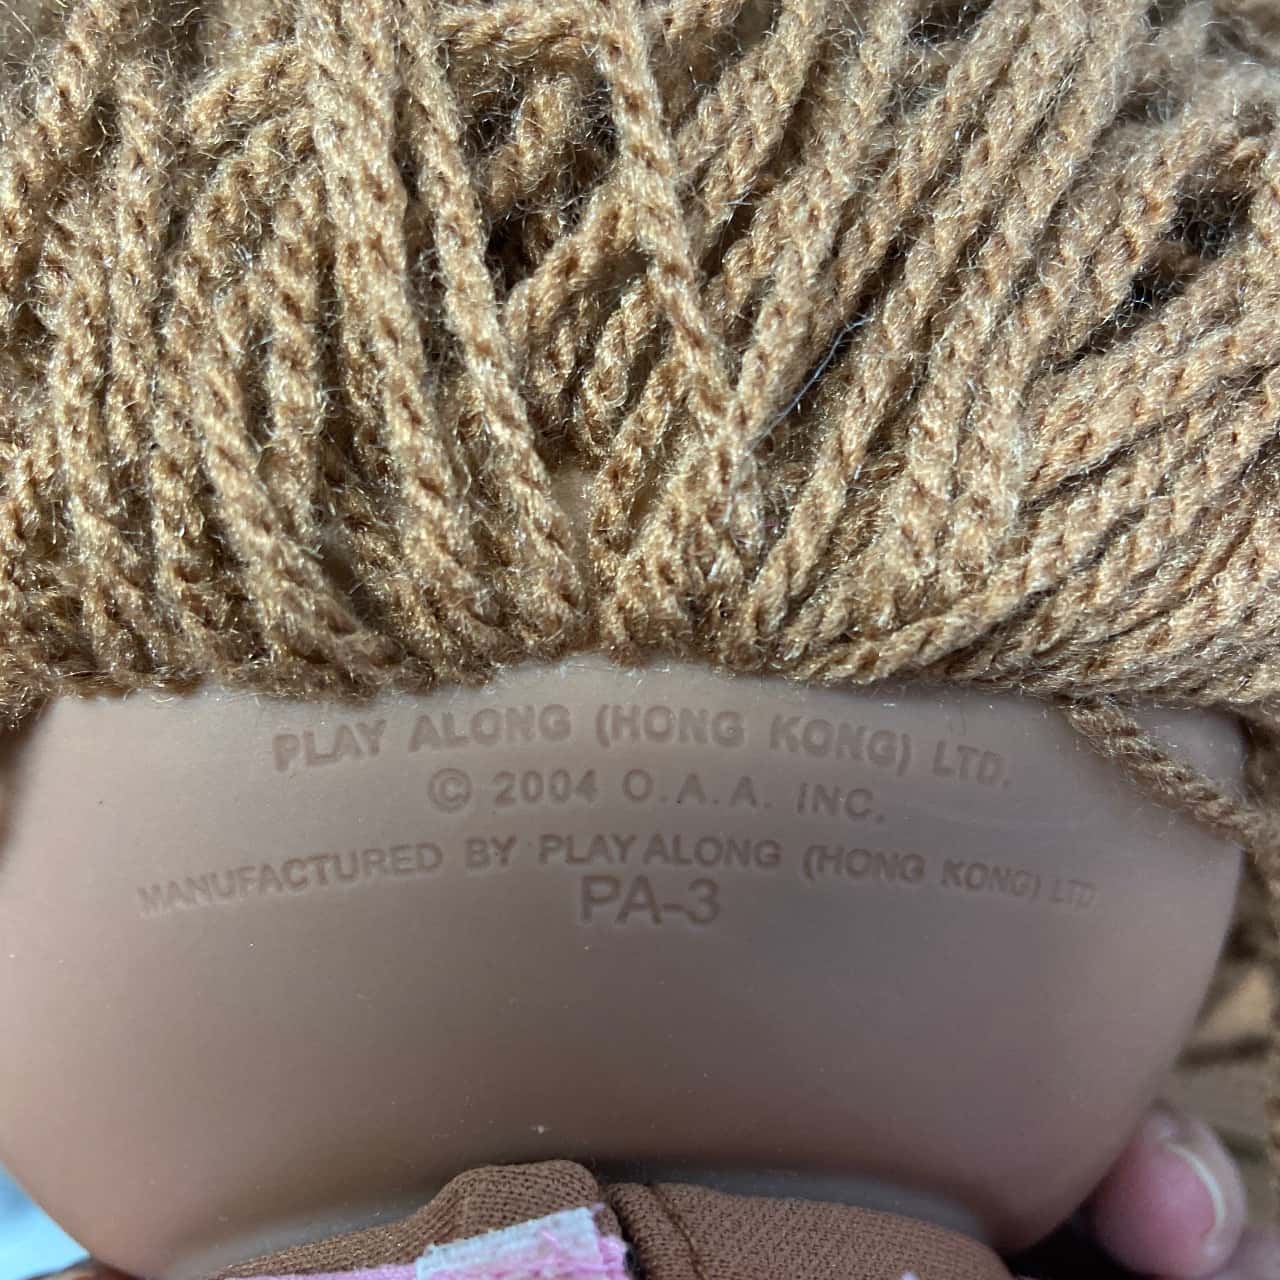 PLAY ALONG (HONG KONG) LTD.
© 2004 O.A.A. INC.
MANUFACTURED BY PLAY ALONG (HONG KONG) LTD.
PA-3